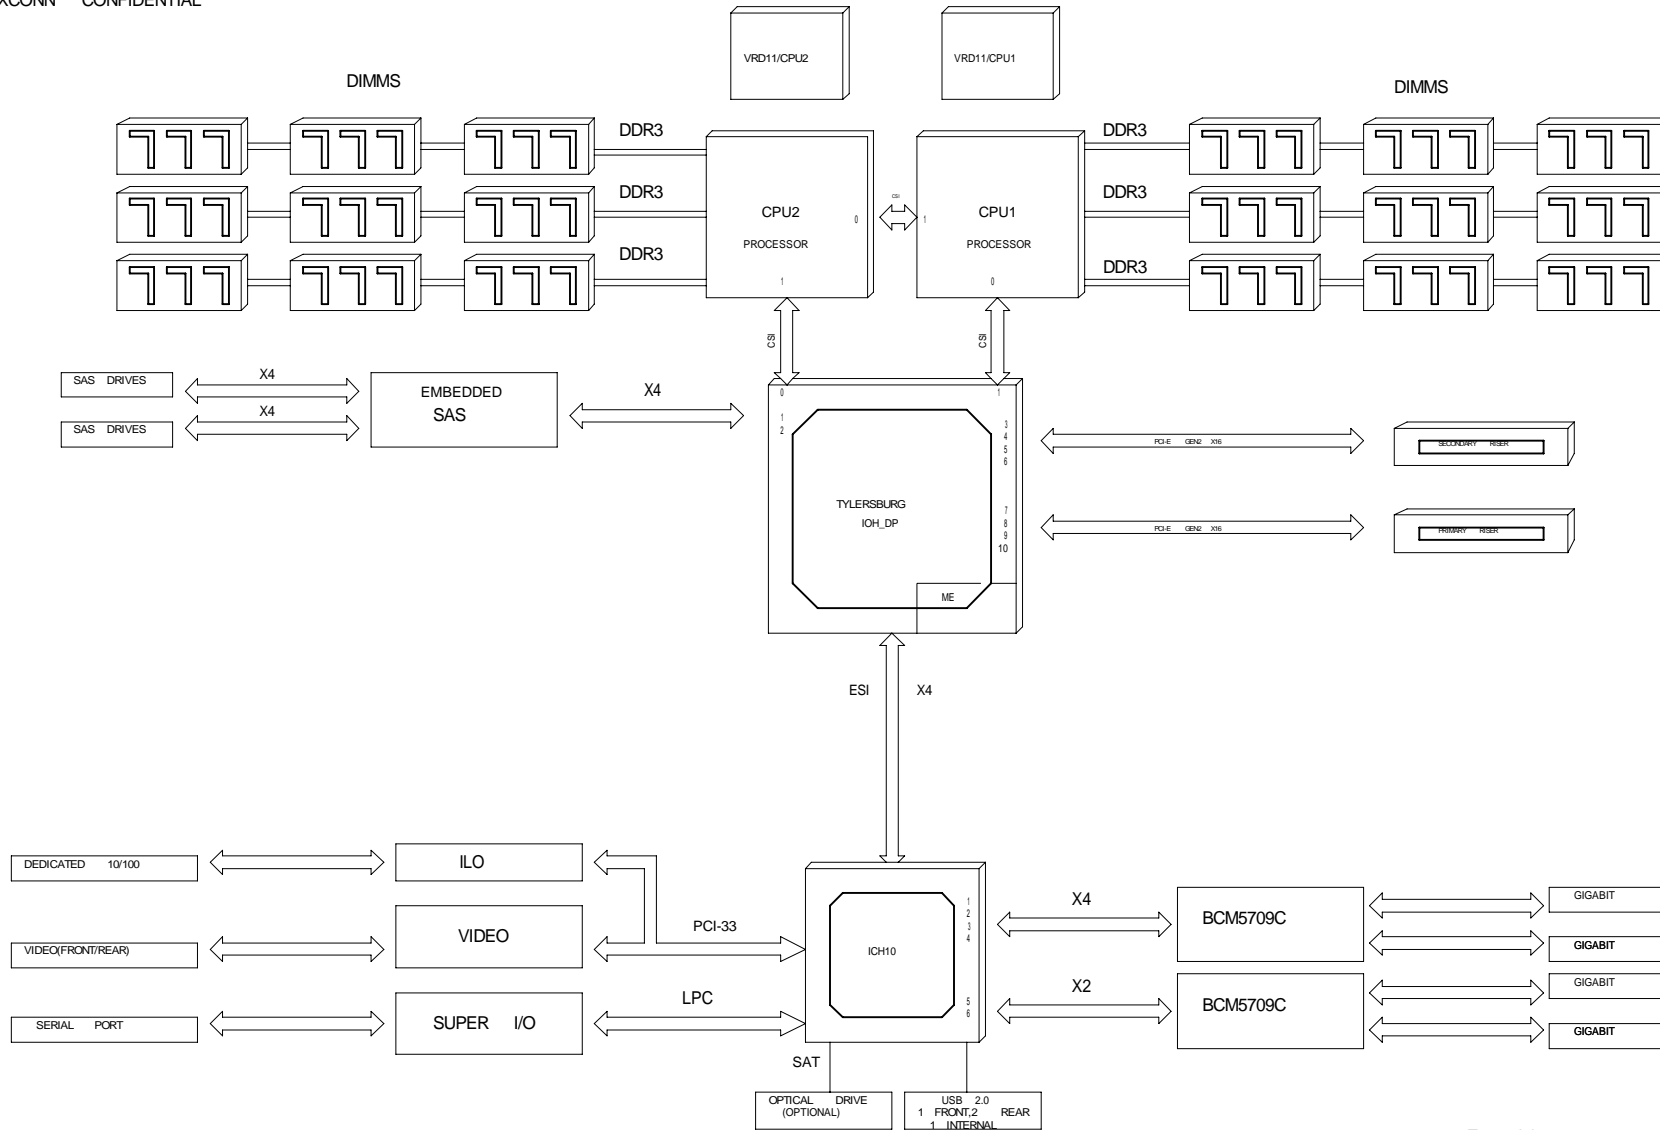 XCONN CONFIDENTIAL
VRD11/CPU2
VRD11/CPU1
DIMMS
DIMMS
DDR3
DDR3
DDR3
DDR3
DDR3
DDR3
CPU2
PROCESSOR
0
1
CSI
CPU1
PROCESSOR
1
0
CSI
CSI
SAS DRIVES
SAS DRIVES
X4
X4
EMBEDDED
SAS
X4
0
1
2
1
3
4
5
6
7
8
9
10
TYLERSBURG
IOH_DP
ME
PCI-E GEN2 X16
PCI-E GEN2 X16
SECONDARY RISER
PRIMARY RISER
ESI X4
DEDICATED 10/100
ILO
VIDEO(FRONT/REAR)
VIDEO
PCI-33
SERIAL PORT
SUPER I/O
LPC
ICH10
1
2
3
4
5
6
X4
BCM5709C
GIGABIT
GIGABIT
X2
BCM5709C
GIGABIT
GIGABIT
SAT
OPTICAL DRIVE
(OPTIONAL)
USB 2.0
1 FRONT,2 REAR
1 INTERNAL